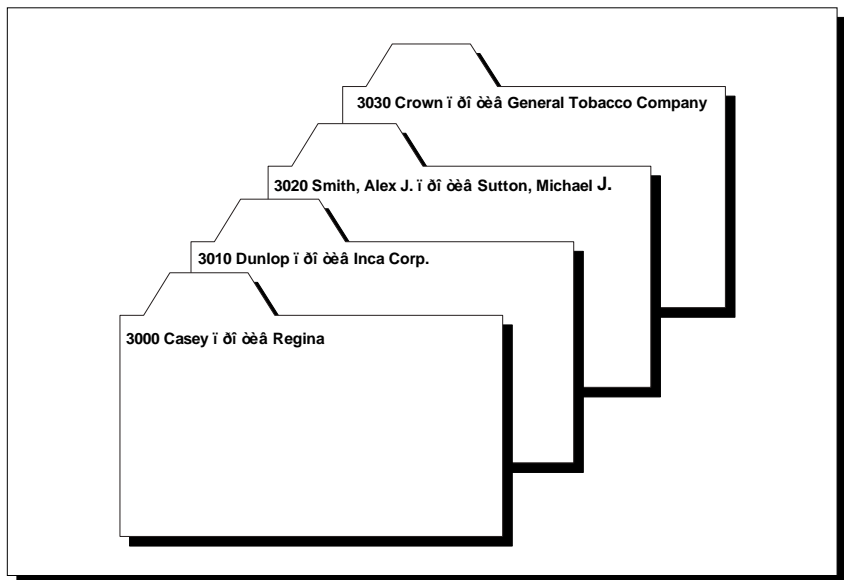 3030 Crown ï ðî òèâ General Tobacco Company
3020 Smith, Alex J. ï ðî òèâ Sutton, Michael J.
3010 Dunlop ï ðî òèâ Inca Corp.
3000 Casey ï ðî òèâ Regina